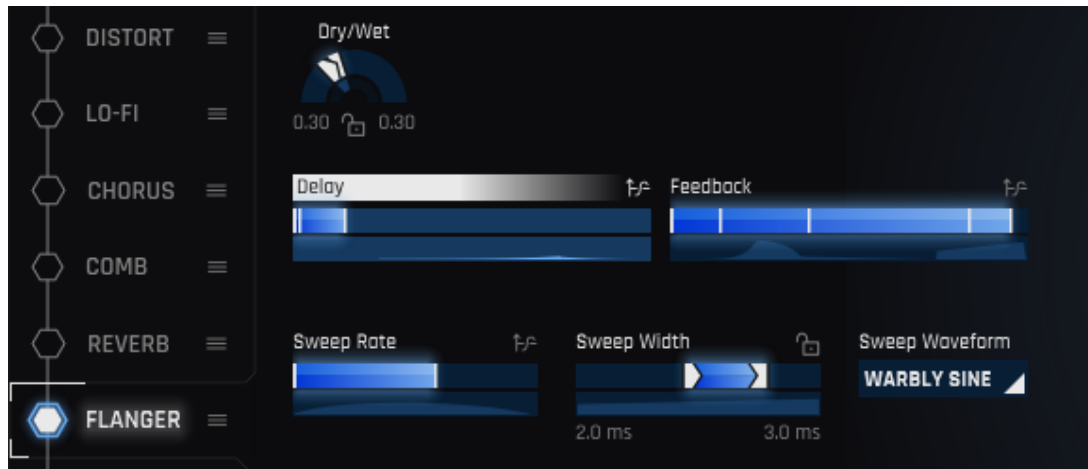 DISTORT
LO-FI
CHORUS
COMB
REVERB
FLANGER
Dry/Wet
0.30 0.30
Delay
Feedback
Sweep Rate
Sweep Width
2.0 ms 3.0 ms
Sweep Waveform
WARBLY SINE